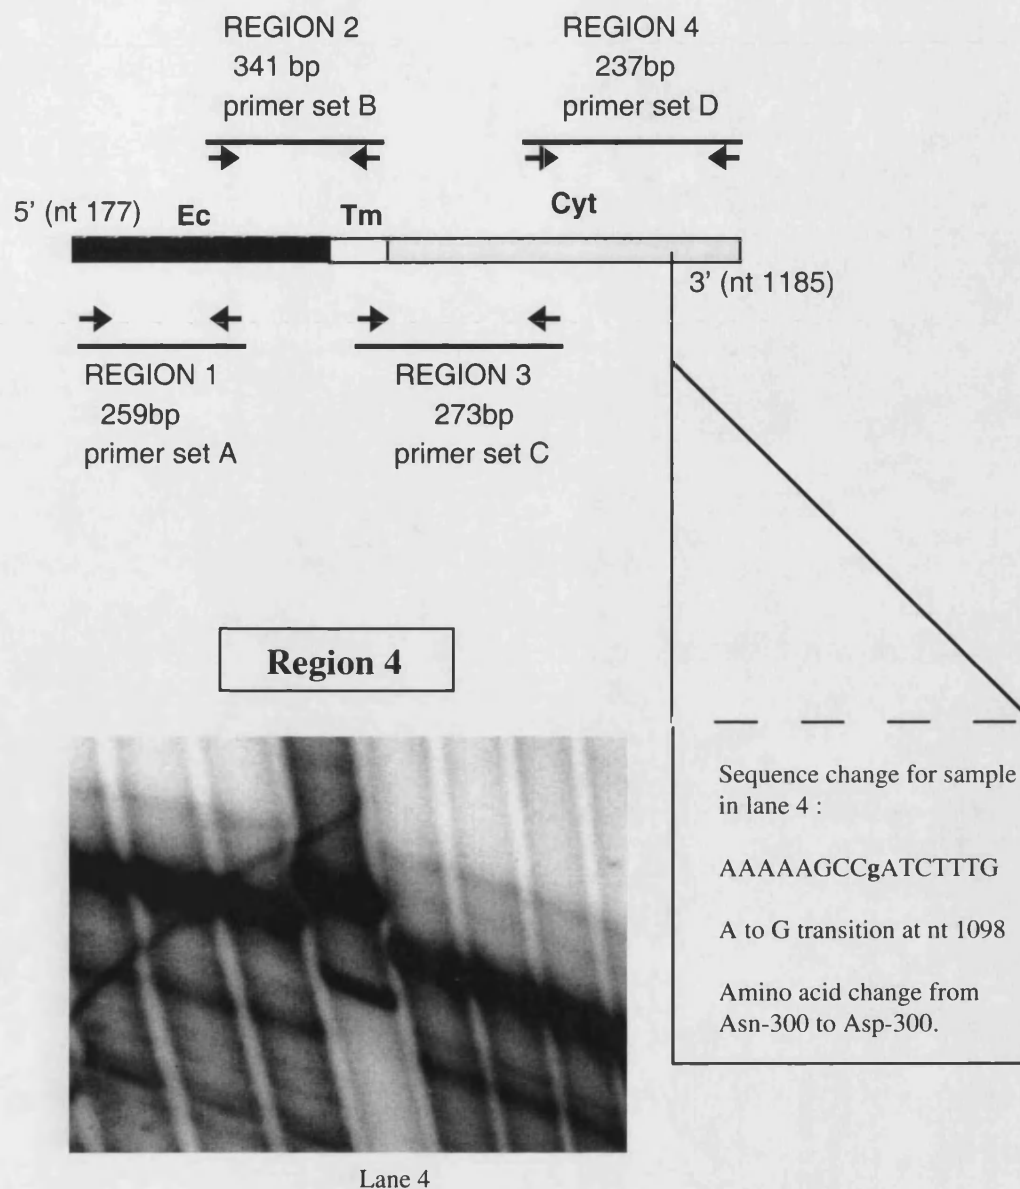 REGION 2
341 bp
primer set B
REGION 4
237bp
primer set D
5' (nt 177)
Ec
Tm
Cyt
3' (nt 1185)
REGION 1
259bp
primer set A
REGION 3
273bp
primer set C
Region 4
Sequence change for sample
in lane 4 :
AAAAAGCCgATCTTTG
A to G transition at nt 1098
Amino acid change from
Asn-300 to Asp-300.
Lane 4